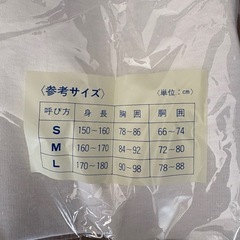 〈参考サイズ〉
〈単位:cm〉
呼び方 身長 胸囲 胴囲
S 150-160 78-86 66-74
M 160-170 84-92 72-80
L 170-180 90-98 78-88